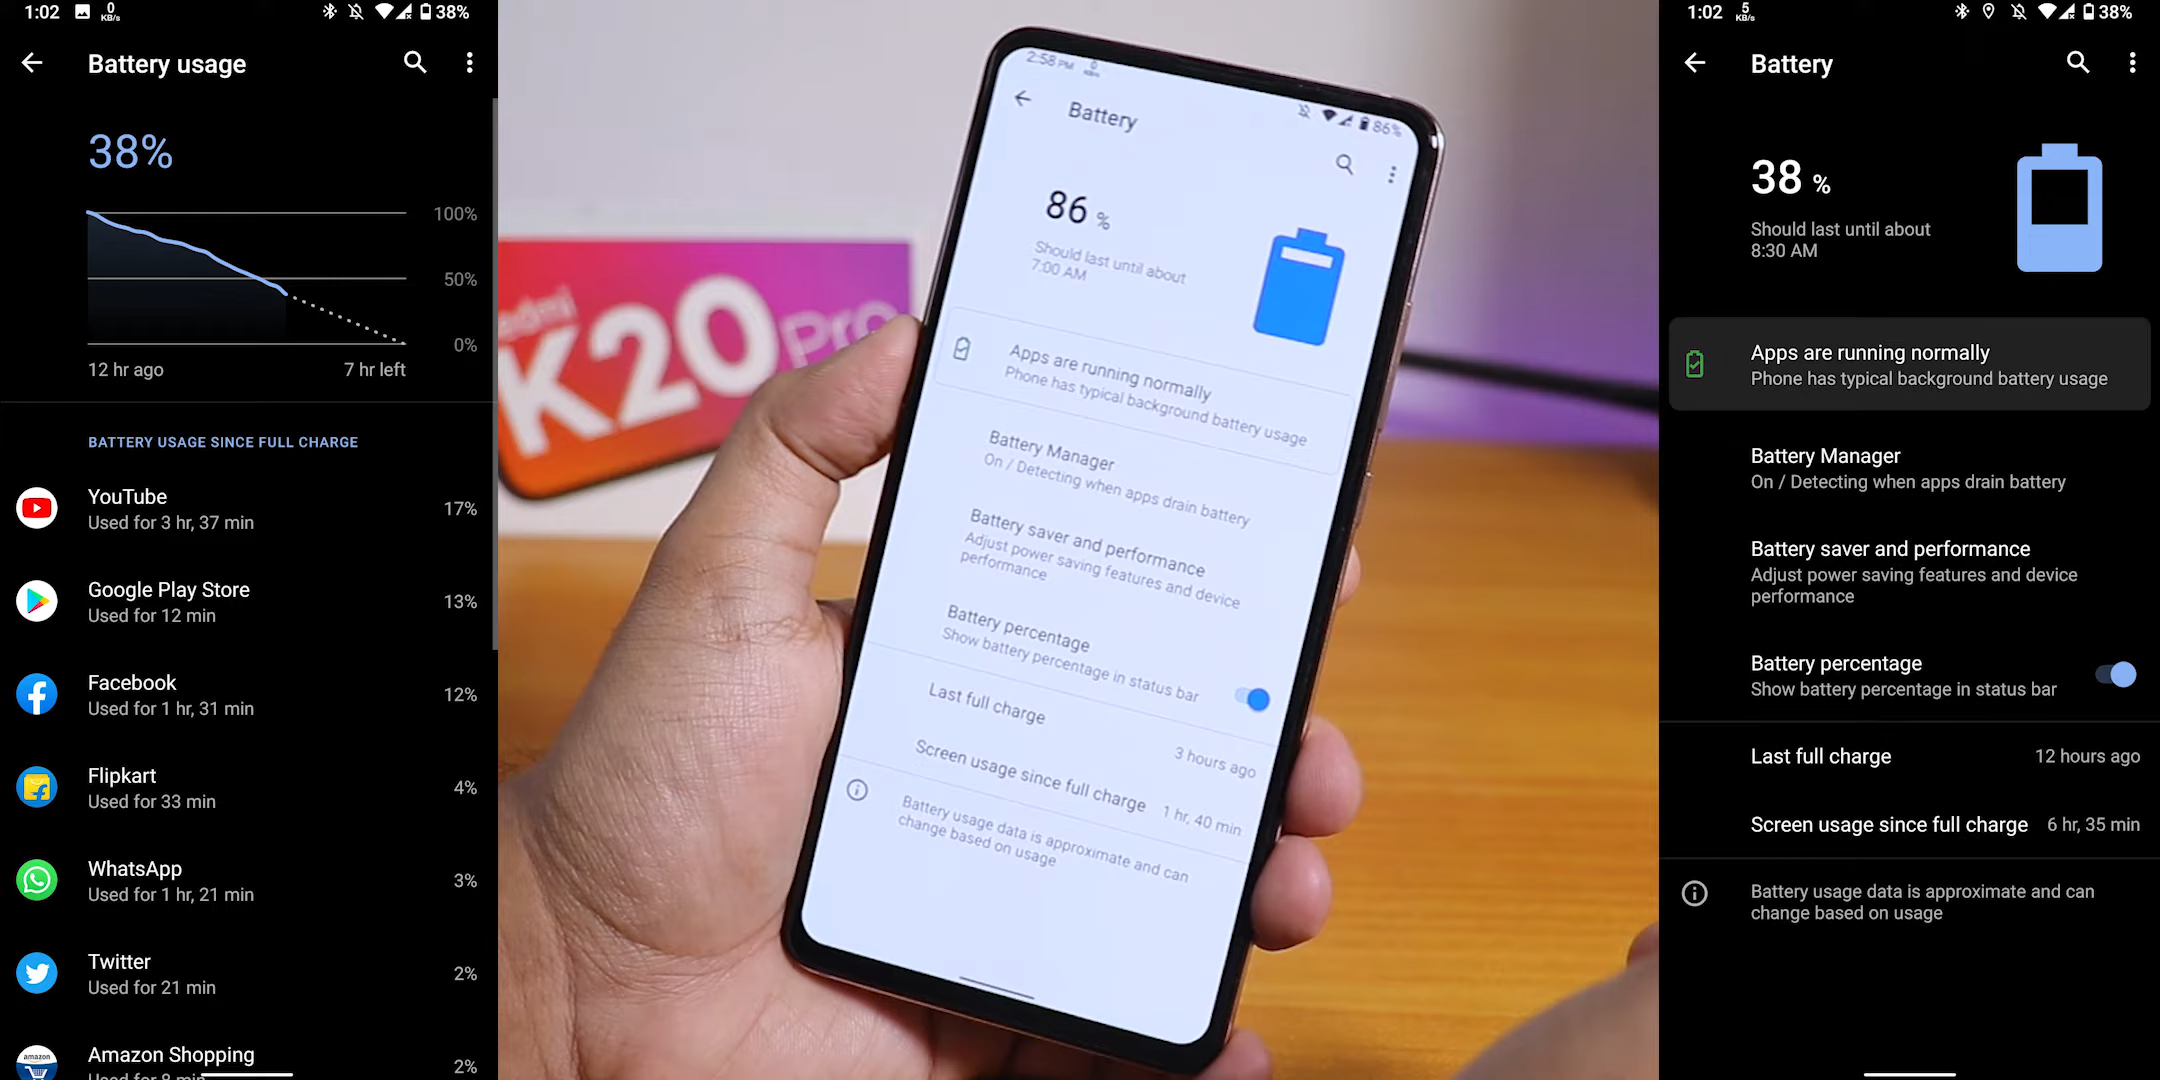 1:02
0
KB/s
38%
Battery usage
38%
100%
50%
0%
12 hr ago
7 hr left
BATTERY USAGE SINCE FULL CHARGE
YouTube
Used for 3 hr, 37 min
17%
Google Play Store
Used for 12 min
13%
Facebook
Used for 1 hr, 31 min
12%
Flipkart
Used for 33 min
4%
WhatsApp
Used for 1 hr, 21 min
3%
Twitter
Used for 21 min
2%
amazon
Amazon Shopping
Used for 8 min
2%
K20 Pro
2:58 PM
86%
Battery
86 %
Should last until about
7:00 AM
Apps are running normally
Phone has typical background battery usage
Battery Manager
On / Detecting when apps drain battery
Battery saver and performance
Adjust power saving features and device
performance
Battery percentage
Show battery percentage in status bar
Last full charge
3 hours ago
Screen usage since full charge
1 hr, 40 min
Battery usage data is approximate and can
change based on usage
1:02
5
KB/s
38%
Battery
38 %
Should last until about
8:30 AM
Apps are running normally
Phone has typical background battery usage
Battery Manager
On / Detecting when apps drain battery
Battery saver and performance
Adjust power saving features and device
performance
Battery percentage
Show battery percentage in status bar
Last full charge
12 hours ago
Screen usage since full charge
6 hr, 35 min
Battery usage data is approximate and can
change based on usage